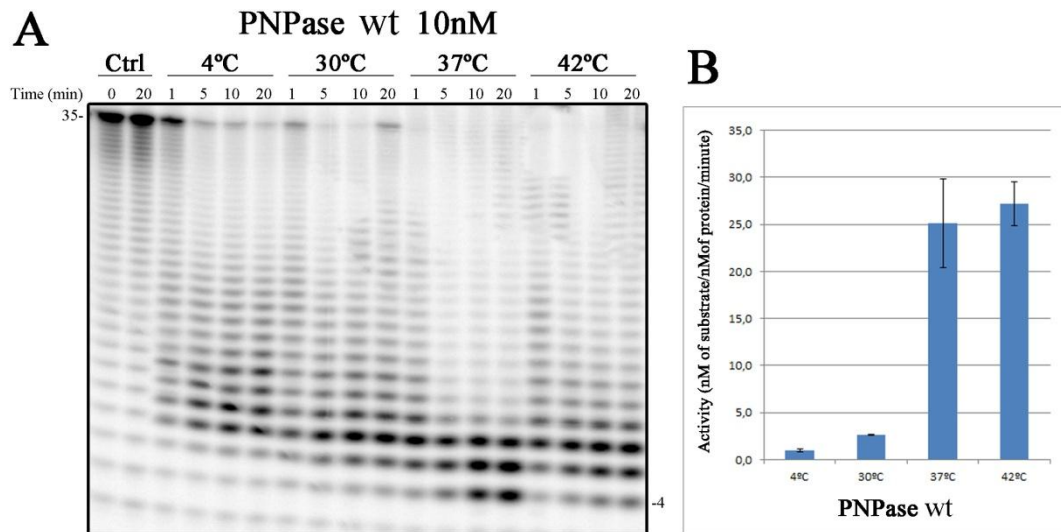 A
PNPase wt 10nM
Ctrl 4ºC 30ºC 37ºC 42ºC
Time (min) 0 20 1 5 10 20 1 5 10 20 1 5 10 20 1 5 10 20
35-
-4
B
Activity (nM of substrate/nMof protein/minute)
35,0
30,0
25,0
20,0
15,0
10,0
5,0
0,0
4ºC 30ºC 37ºC 42ºC
PNPase wt